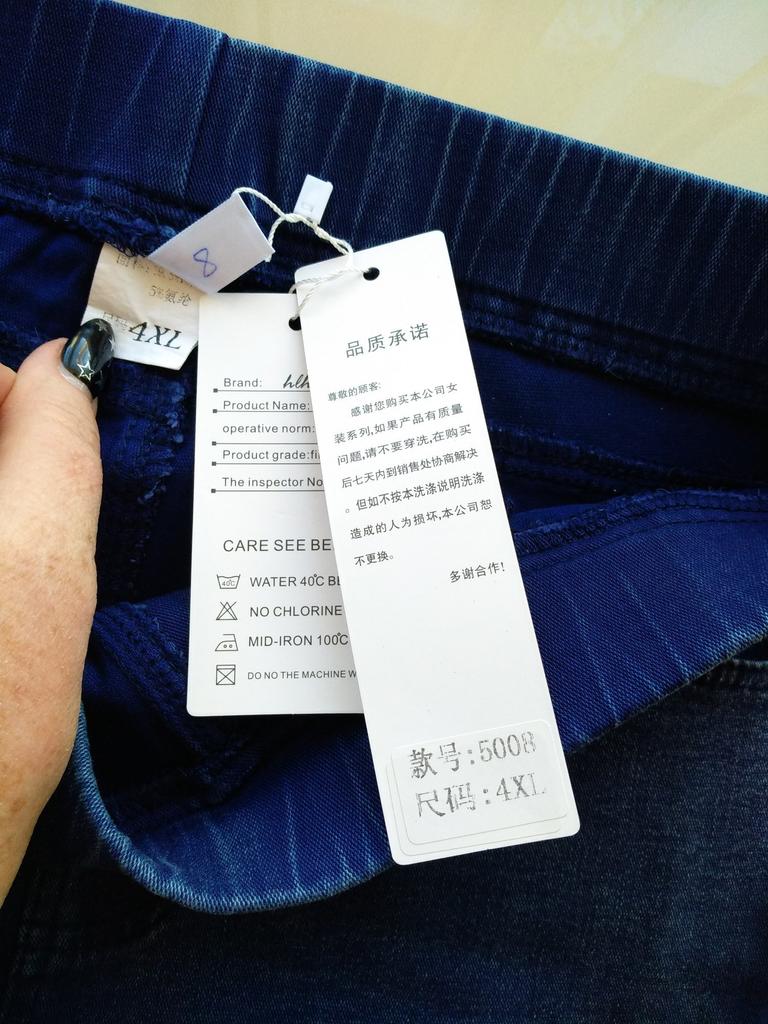 8
5%氨纶
尺码:4XL
Brand: hlh
Product Name:
operative norm:
Product grade:fi
The inspector No
CARE SEE BE
40℃
WATER 40℃ BL
NO CHLORINE
MID-IRON 100℃
DO NO THE MACHINE W
品质承诺
尊敬的顾客:
感谢您购买本公司女
装系列,如果产品有质量
问题,请不要穿洗,在购买
后七天内到销售处协商解决
。但如不按本洗涤说明洗涤
造成的人为损坏,本公司恕
不更换。
多谢合作!
款号:5008
尺码:4XL